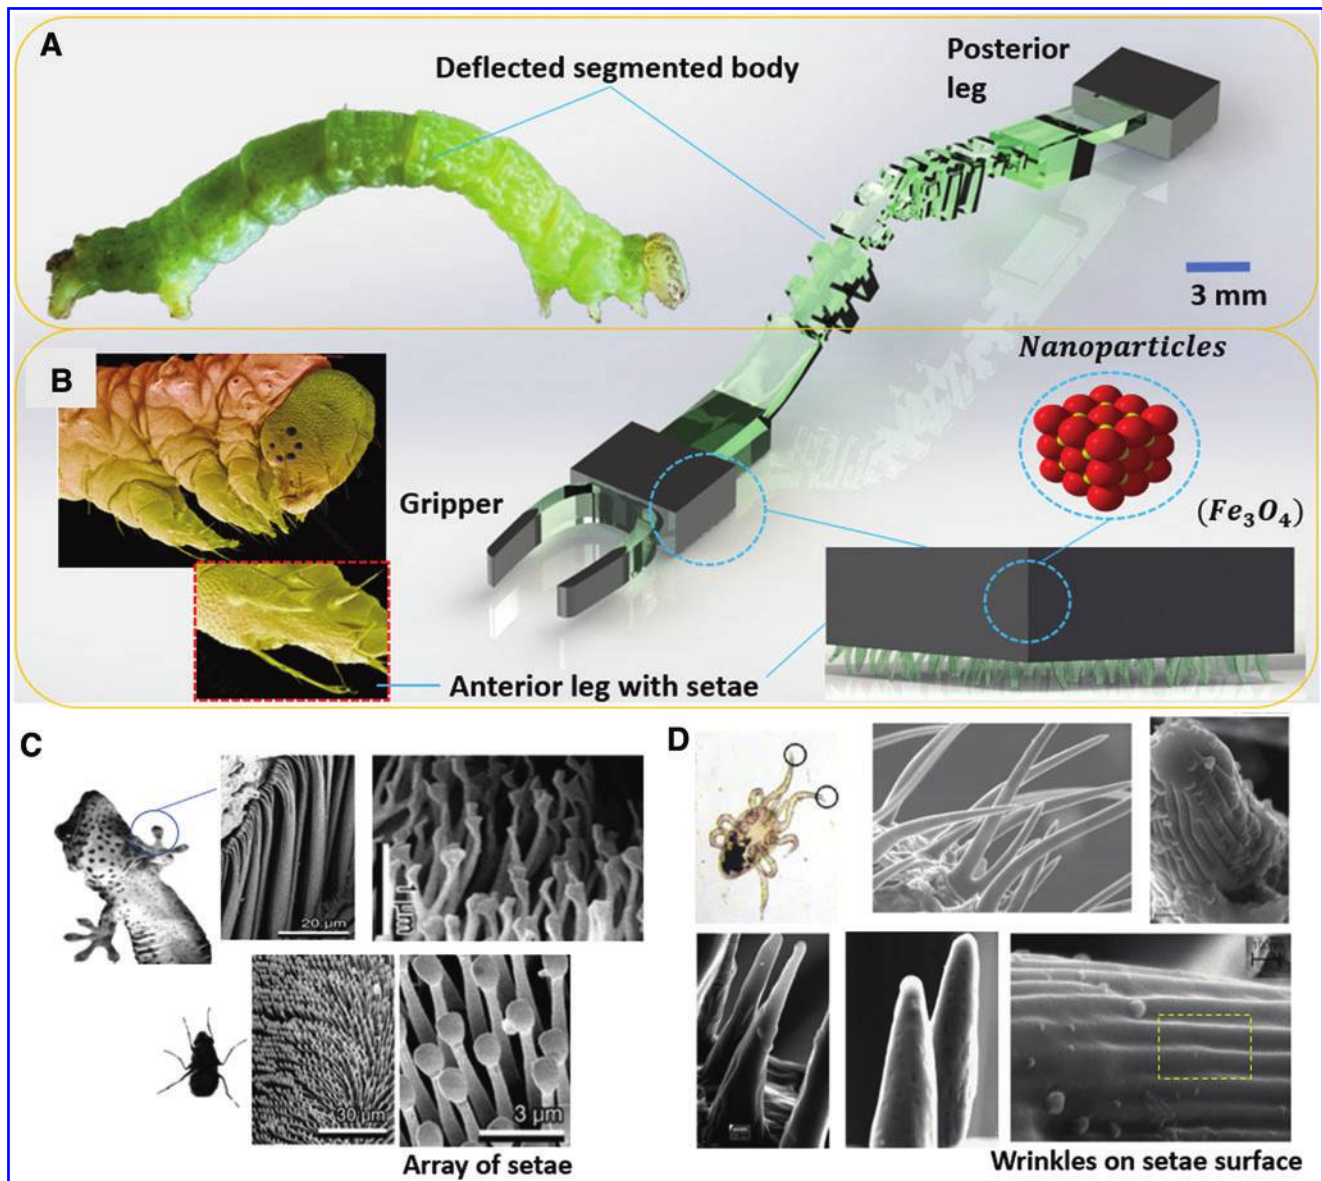 A
Deflected segmented body
Posterior
leg
3 mm
B
Nanoparticles
Gripper
(Fe₃O₄)
Anterior leg with setae
C
D
20 µm
1 µm
30 µm
3 µm
Array of setae
Wrinkles on setae surface